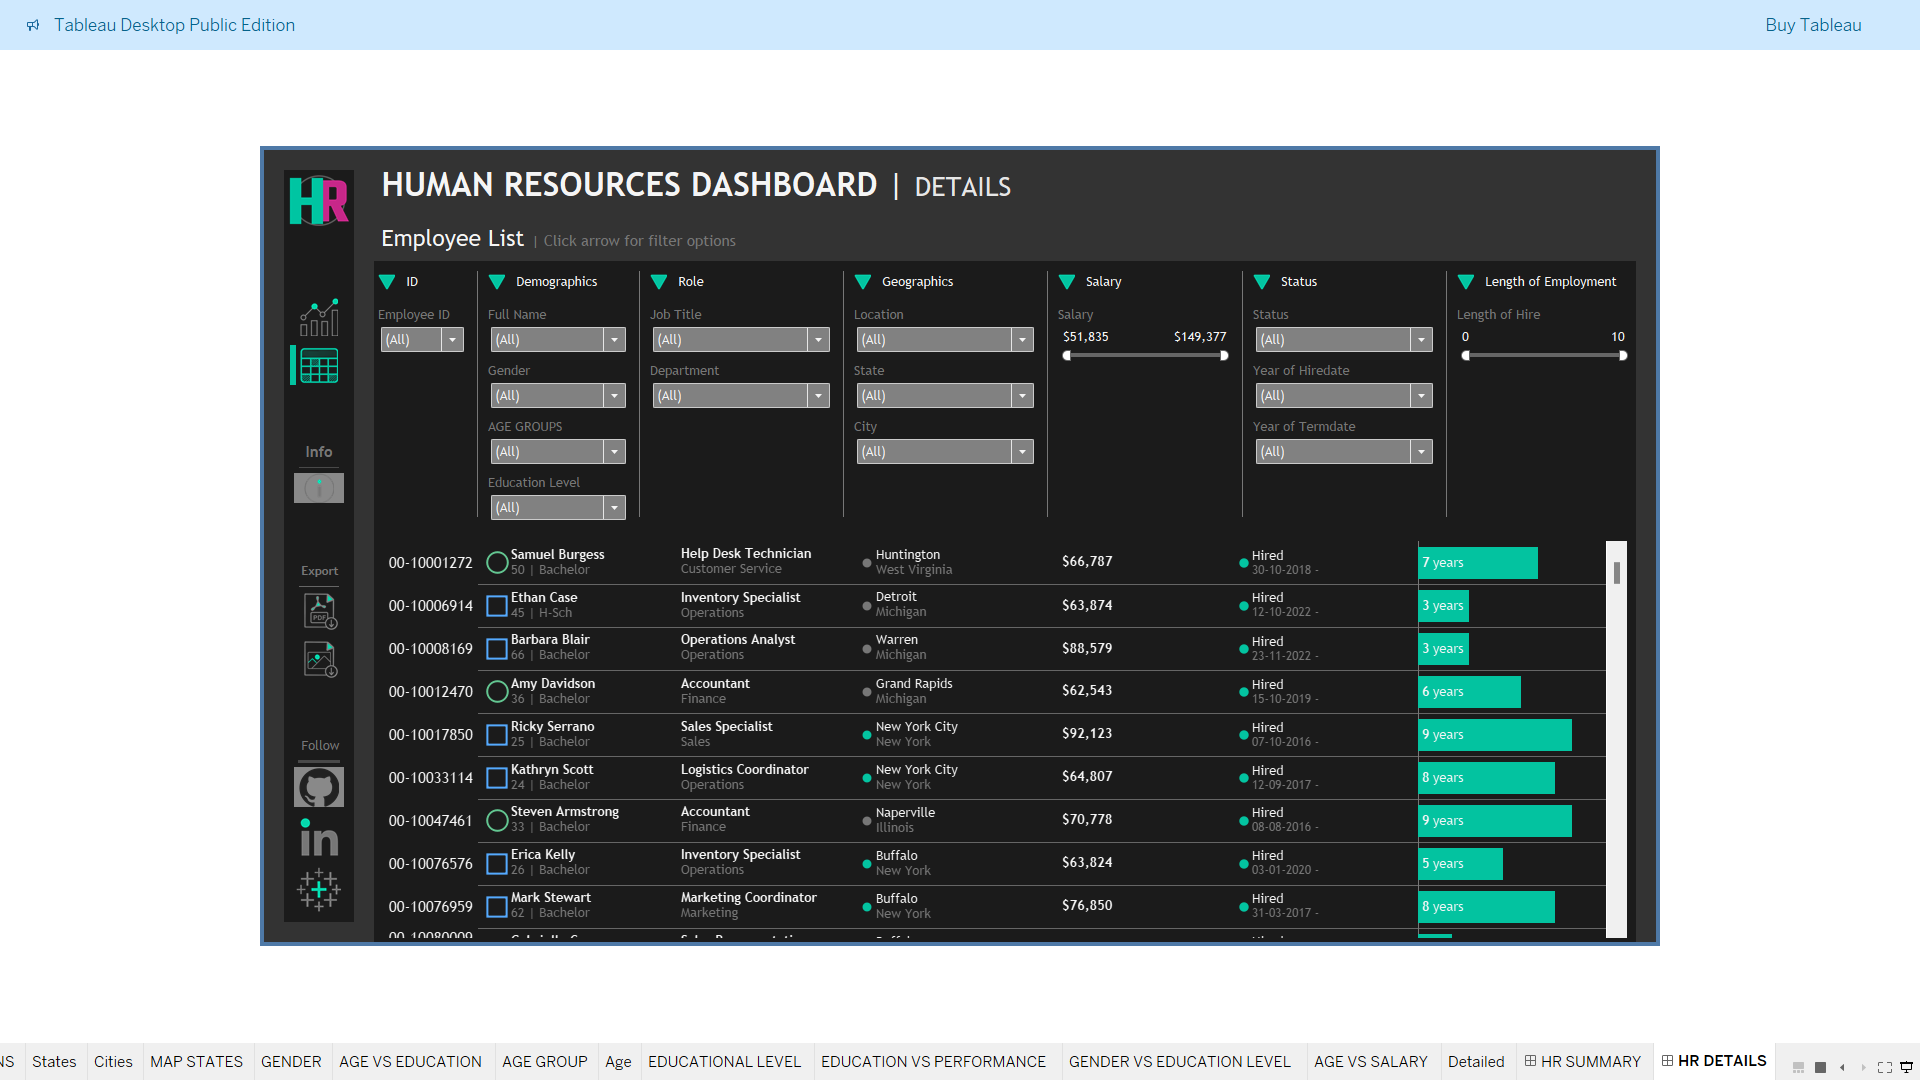 Tableau Desktop Public Edition
Buy Tableau
HR
HUMAN RESOURCES DASHBOARD | DETAILS
Employee List | Click arrow for filter options
ID Demographics Role Geographics Salary Status Length of Employment
Employee ID Full Name Job Title Location Salary Status Length of Hire
(All) (All) (All) (All) $51,835 $149,377 (All) 0 10
Gender Department State Year of Hiredate
(All) (All) (All) (All)
AGE GROUPS City Year of Termdate
(All) (All) (All)
Education Level
(All)
Info
Export
PDF
Follow
in
00-10001272 Samuel Burgess Help Desk Technician Huntington $66,787 Hired 7 years
50 | Bachelor Customer Service West Virginia 30-10-2018 -
00-10006914 Ethan Case Inventory Specialist Detroit $63,874 Hired 3 years
45 | H-Sch Operations Michigan 12-10-2022 -
00-10008169 Barbara Blair Operations Analyst Warren $88,579 Hired 3 years
66 | Bachelor Operations Michigan 23-11-2022 -
00-10012470 Amy Davidson Accountant Grand Rapids $62,543 Hired 6 years
36 | Bachelor Finance Michigan 15-10-2019 -
00-10017850 Ricky Serrano Sales Specialist New York City $92,123 Hired 9 years
25 | Bachelor Sales New York 07-10-2016 -
00-10033114 Kathryn Scott Logistics Coordinator New York City $64,807 Hired 8 years
24 | Bachelor Operations New York 12-09-2017 -
00-10047461 Steven Armstrong Accountant Naperville $70,778 Hired 9 years
33 | Bachelor Finance Illinois 08-08-2016 -
00-10076576 Erica Kelly Inventory Specialist Buffalo $63,824 Hired 5 years
26 | Bachelor Operations New York 03-01-2020 -
00-10076959 Mark Stewart Marketing Coordinator Buffalo $76,850 Hired 8 years
62 | Bachelor Marketing New York 31-03-2017 -
NS States Cities MAP STATES GENDER AGE VS EDUCATION AGE GROUP Age EDUCATIONAL LEVEL EDUCATION VS PERFORMANCE GENDER VS EDUCATION LEVEL AGE VS SALARY Detailed HR SUMMARY HR DETAILS